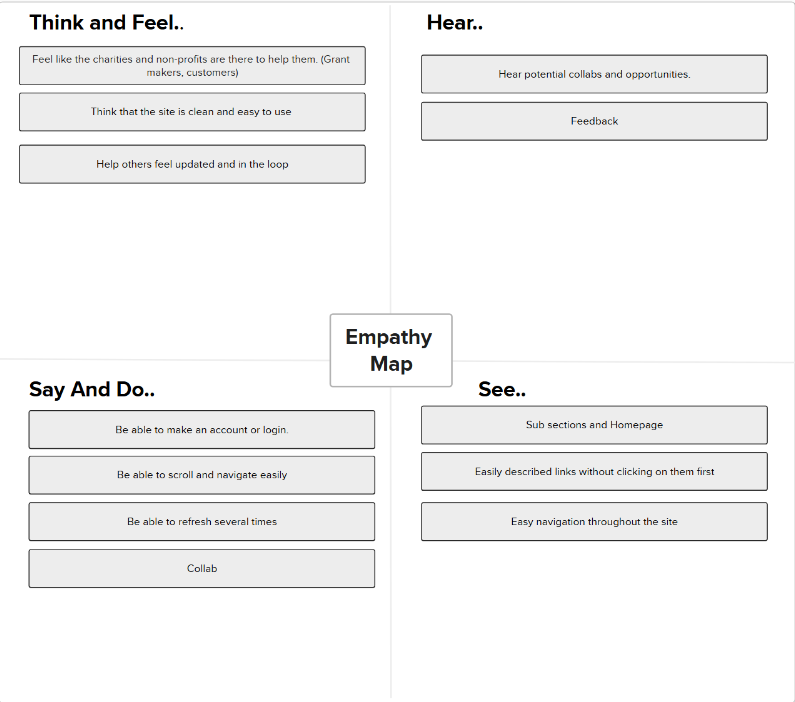 Think and Feel..
Feel like the charities and non-profits are there to help them. (Grant
makers, customers)
Think that the site is clean and easy to use
Help others feel updated and in the loop
Hear..
Hear potential collabs and opportunities.
Feedback
Empathy
Map
Say And Do..
Be able to make an account or login.
Be able to scroll and navigate easily
Be able to refresh several times
Collab
See..
Sub sections and Homepage
Easily described links without clicking on them first
Easy navigation throughout the site